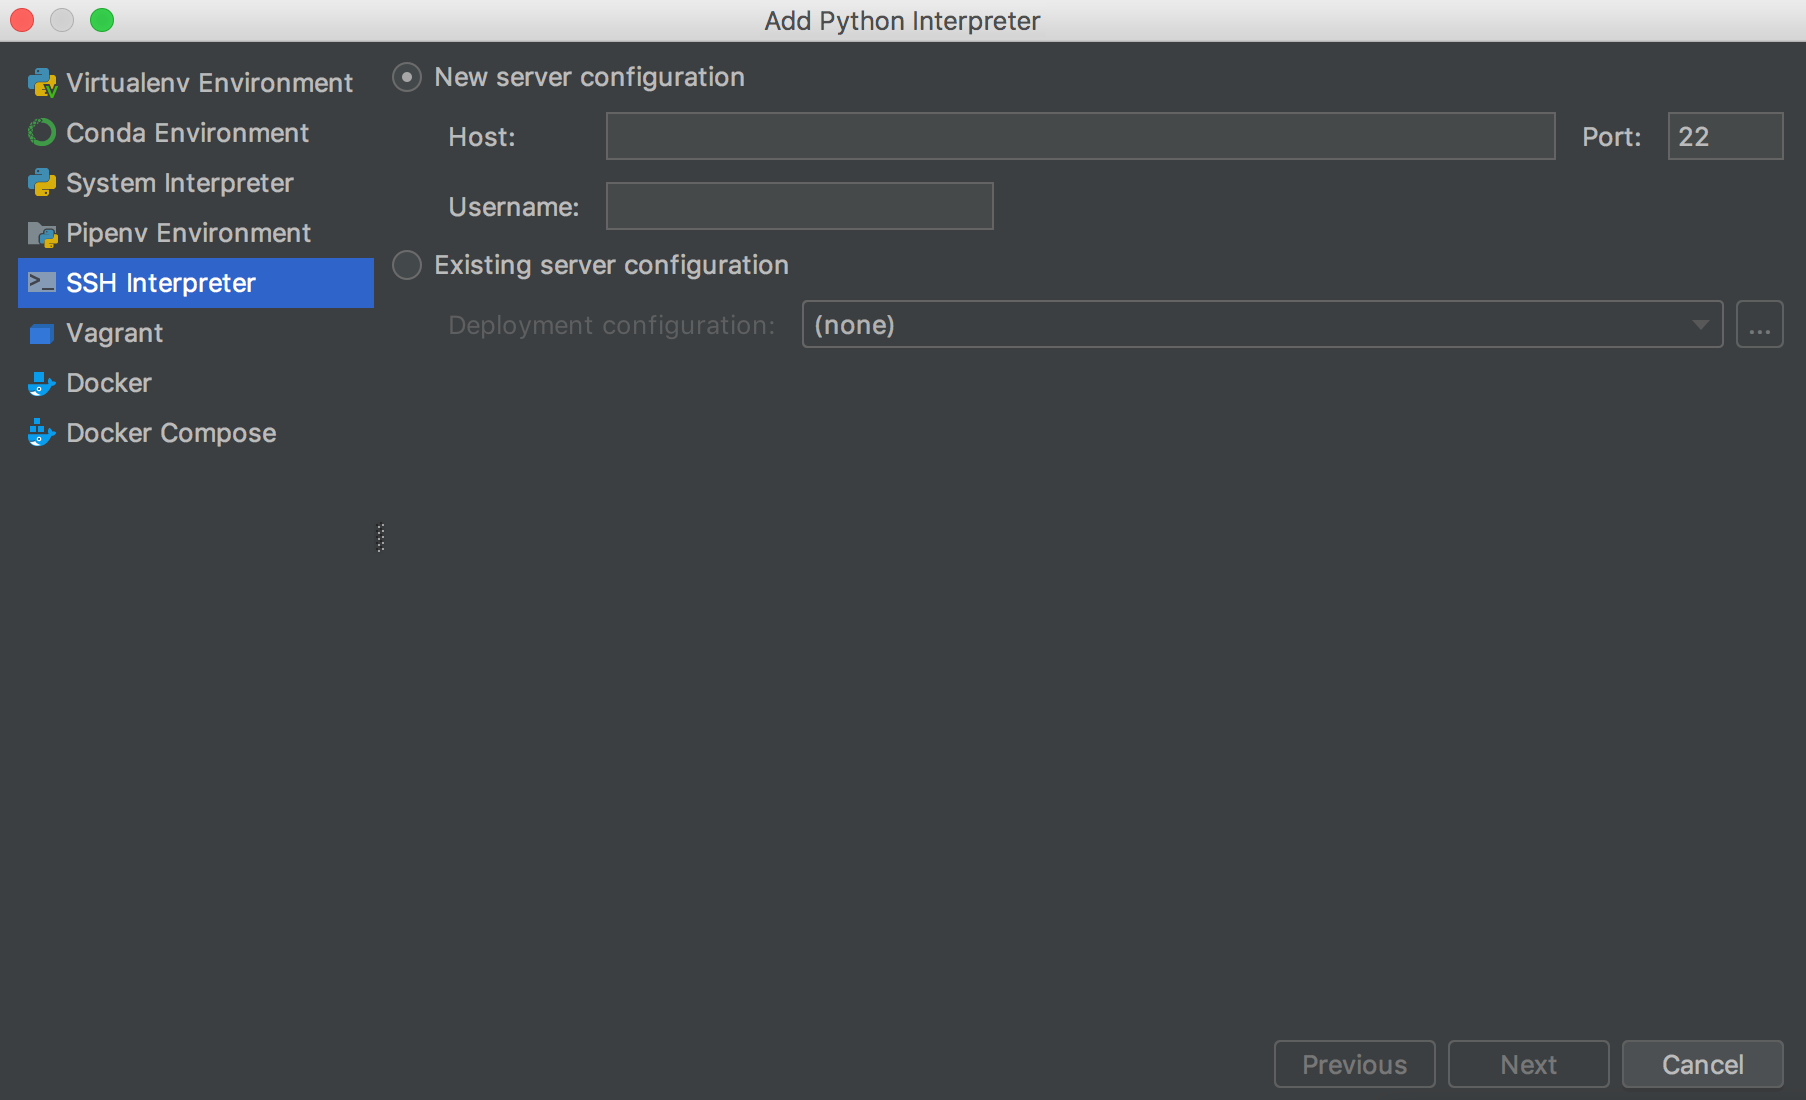 Add Python Interpreter
Virtualenv Environment
Conda Environment
System Interpreter
Pipenv Environment
SSH Interpreter
Vagrant
Docker
Docker Compose
New server configuration
Host: Port: 22
Username:
Existing server configuration
Deployment configuration: (none) ...
Previous Next Cancel